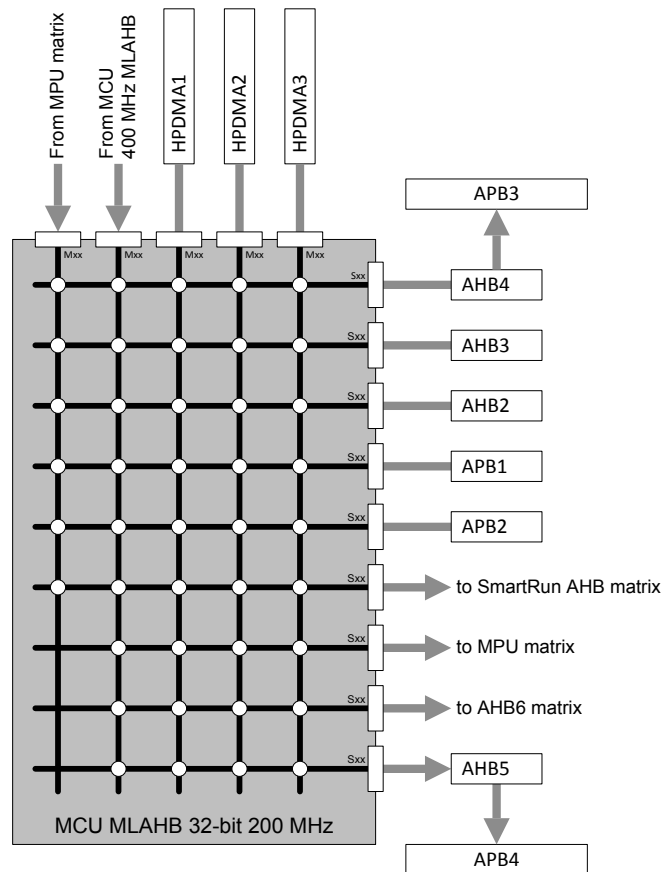 From MPU matrix
From MCU
400 MHz MLAHB
HPDMA1
HPDMA2
HPDMA3
APB3
Mxx
Mxx
Mxx
Mxx
Mxx
Sxx
AHB4
Sxx
AHB3
Sxx
AHB2
Sxx
APB1
Sxx
APB2
Sxx
to SmartRun AHB matrix
Sxx
to MPU matrix
Sxx
to AHB6 matrix
Sxx
AHB5
MCU MLAHB 32-bit 200 MHz
APB4